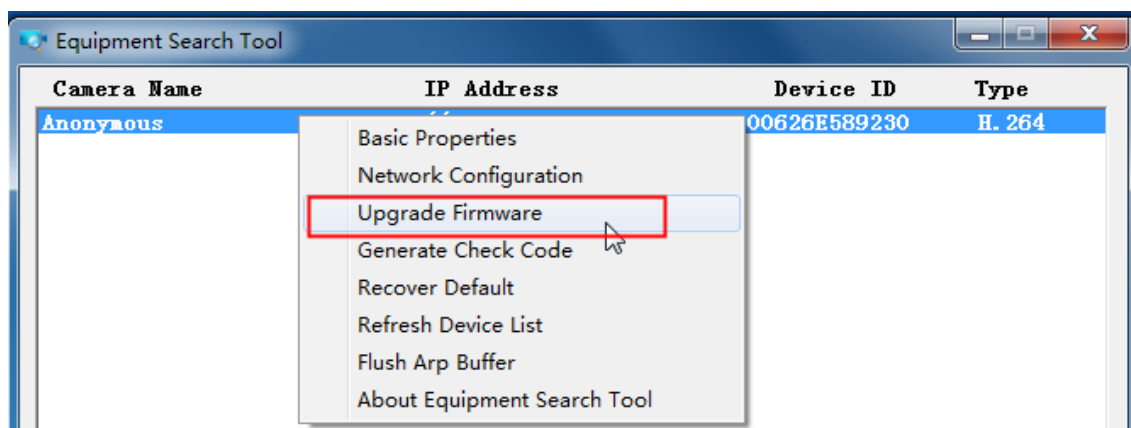 Equipment Search Tool
Camera Name IP Address Device ID Type
Anonymous 00626E589230 H.264
Basic Properties
Network Configuration
Upgrade Firmware
Generate Check Code
Recover Default
Refresh Device List
Flush Arp Buffer
About Equipment Search Tool